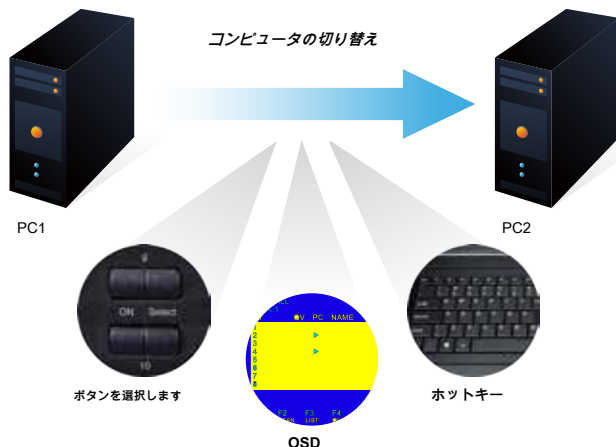 コンピュータの切り替え
PC1
PC2
ON Select
10
V PC NAME
1
2
3
4
5
6
7
8
F2 F3 F4
LIST
ボタンを選択します
ホットキー
OSD